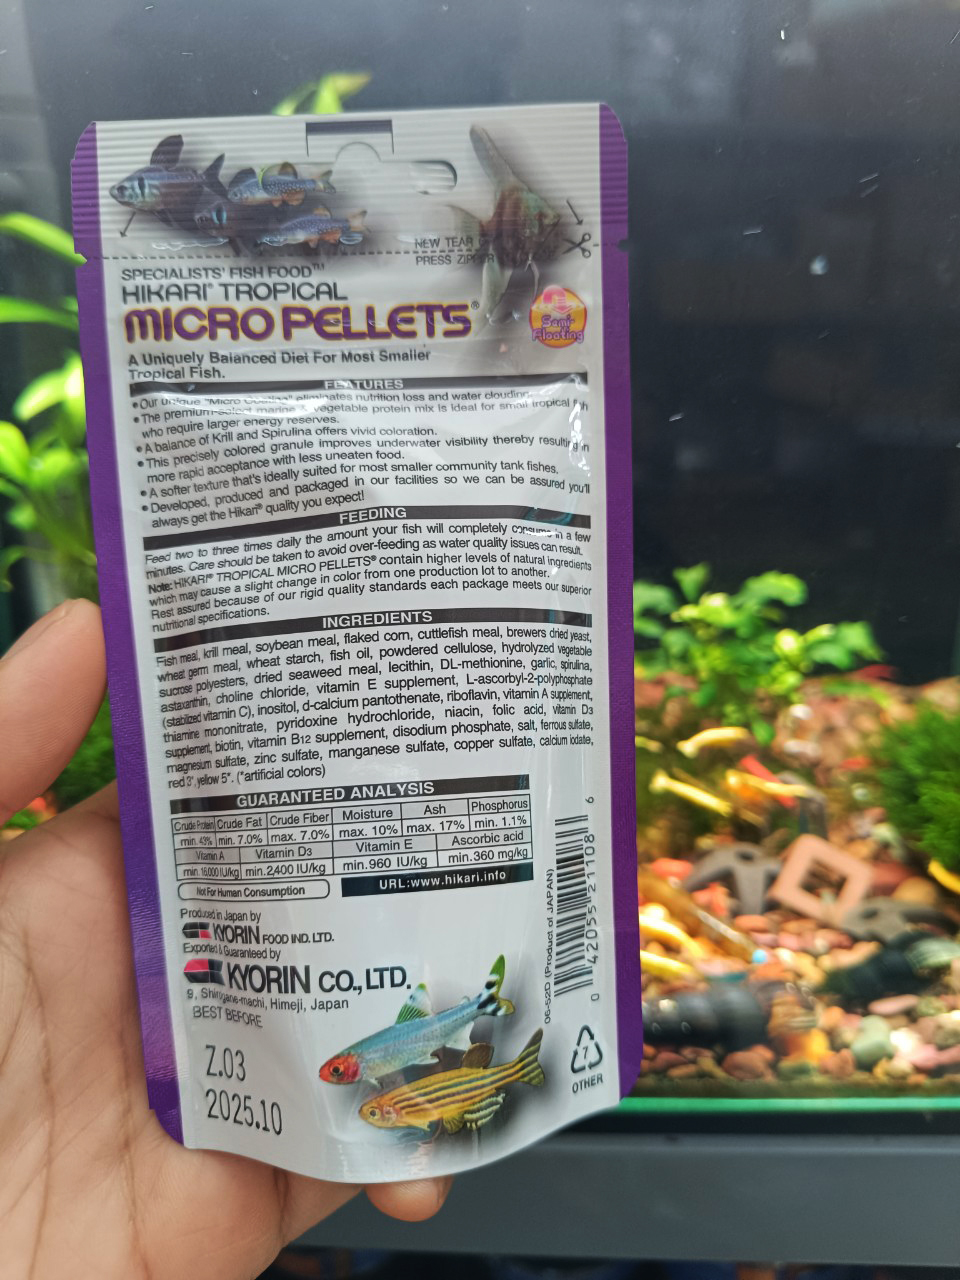 NEW TEAR
PRESS ZIPPER
SPECIALISTS' FISH FOOD™
HIKARI® TROPICAL
MICRO PELLETS®
Semi
Floating
A Uniquely Balanced Diet For Most Smaller
Tropical Fish.
FEATURES
•Our unique "Micro Coating" eliminates nutrition loss and water clouding.
•The premium-select marine & vegetable protein mix is ideal for small tropical fish
who require larger energy reserves.
•A balance of Krill and Spirulina offers vivid coloration.
•This precisely colored granule improves underwater visibility thereby resulting in
more rapid acceptance with less uneaten food.
•A softer texture that's ideally suited for most smaller community tank fishes,
•Developed, produced and packaged in our facilities so we can be assured you'll
always get the Hikari® quality you expect!
FEEDING
Feed two to three times daily the amount your fish will completely consume in a few
minutes. Care should be taken to avoid over-feeding as water quality issues can result.
Note: HIKARI® TROPICAL MICRO PELLETS® contain higher levels of natural ingredients
which may cause a slight change in color from one production lot to another.
Rest assured because of our rigid quality standards each package meets our superior
nutritional specifications.
INGREDIENTS
Fish meal, krill meal, soybean meal, flaked corn, cuttlefish meal, brewers dried yeast,
wheat germ meal, wheat starch, fish oil, powdered cellulose, hydrolyzed vegetable
sucrose polyesters, dried seaweed meal, lecithin, DL-methionine, garlic, spirulina,
astaxanthin, choline chloride, vitamin E supplement, L-ascorbyl-2-polyphosphate
(stabilized vitamin C), inositol, d-calcium pantothenate, riboflavin, vitamin A supplement,
thiamine mononitrate, pyridoxine hydrochloride, niacin, folic acid, vitamin D3
supplement, biotin, vitamin B12 supplement, disodium phosphate, salt, ferrous sulfate,
magnesium sulfate, zinc sulfate, manganese sulfate, copper sulfate, calcium iodate,
red 3*, yellow 5*. (*artificial colors)
GUARANTEED ANALYSIS
Crude Protein Crude Fat Crude Fiber Moisture Ash Phosphorus
min. 43% min. 7.0% max. 7.0% max. 10% max. 17% min. 1.1%
Vitamin A Vitamin D3 Vitamin E Ascorbic acid
min. 16,000 IU/kg min.2,400 IU/kg min.960 IU/kg min.360 mg/kg
Not For Human Consumption
URL:www.hikari.info
Produced in Japan by
KYORIN FOOD IND. LTD.
Exported & Guaranteed by
KYORIN CO., LTD.
9, Shirogane-machi, Himeji, Japan
BEST BEFORE
Z.03
2025.10
06-52D (Product of JAPAN)
0 42055 21108 6
7
OTHER